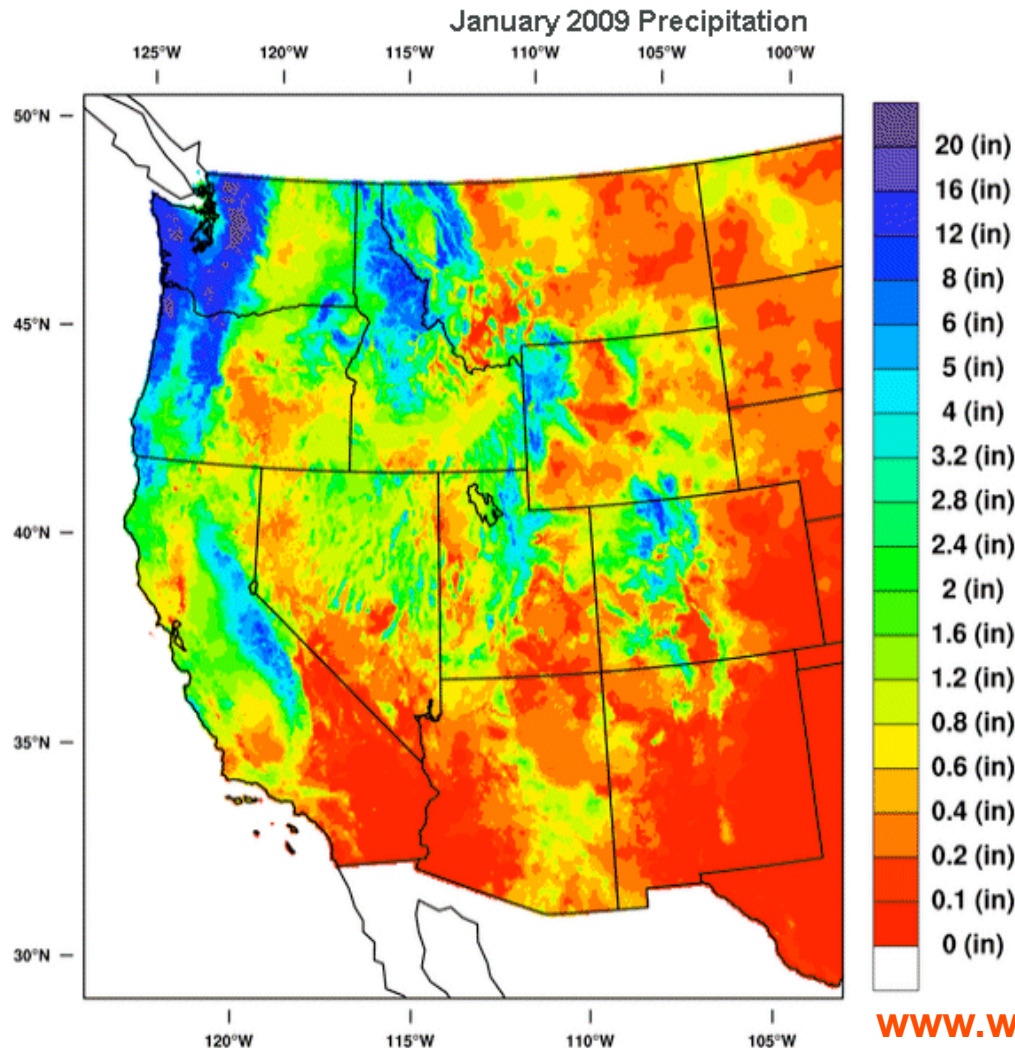 January 2009 Precipitation
125°W 120°W 115°W 110°W 105°W 100°W
50°N
45°N
40°N
35°N
30°N
120°W 115°W 110°W 105°W
20 (in)
16 (in)
12 (in)
8 (in)
6 (in)
5 (in)
4 (in)
3.2 (in)
2.8 (in)
2.4 (in)
2 (in)
1.6 (in)
1.2 (in)
0.8 (in)
0.6 (in)
0.4 (in)
0.2 (in)
0.1 (in)
0 (in)
www.w